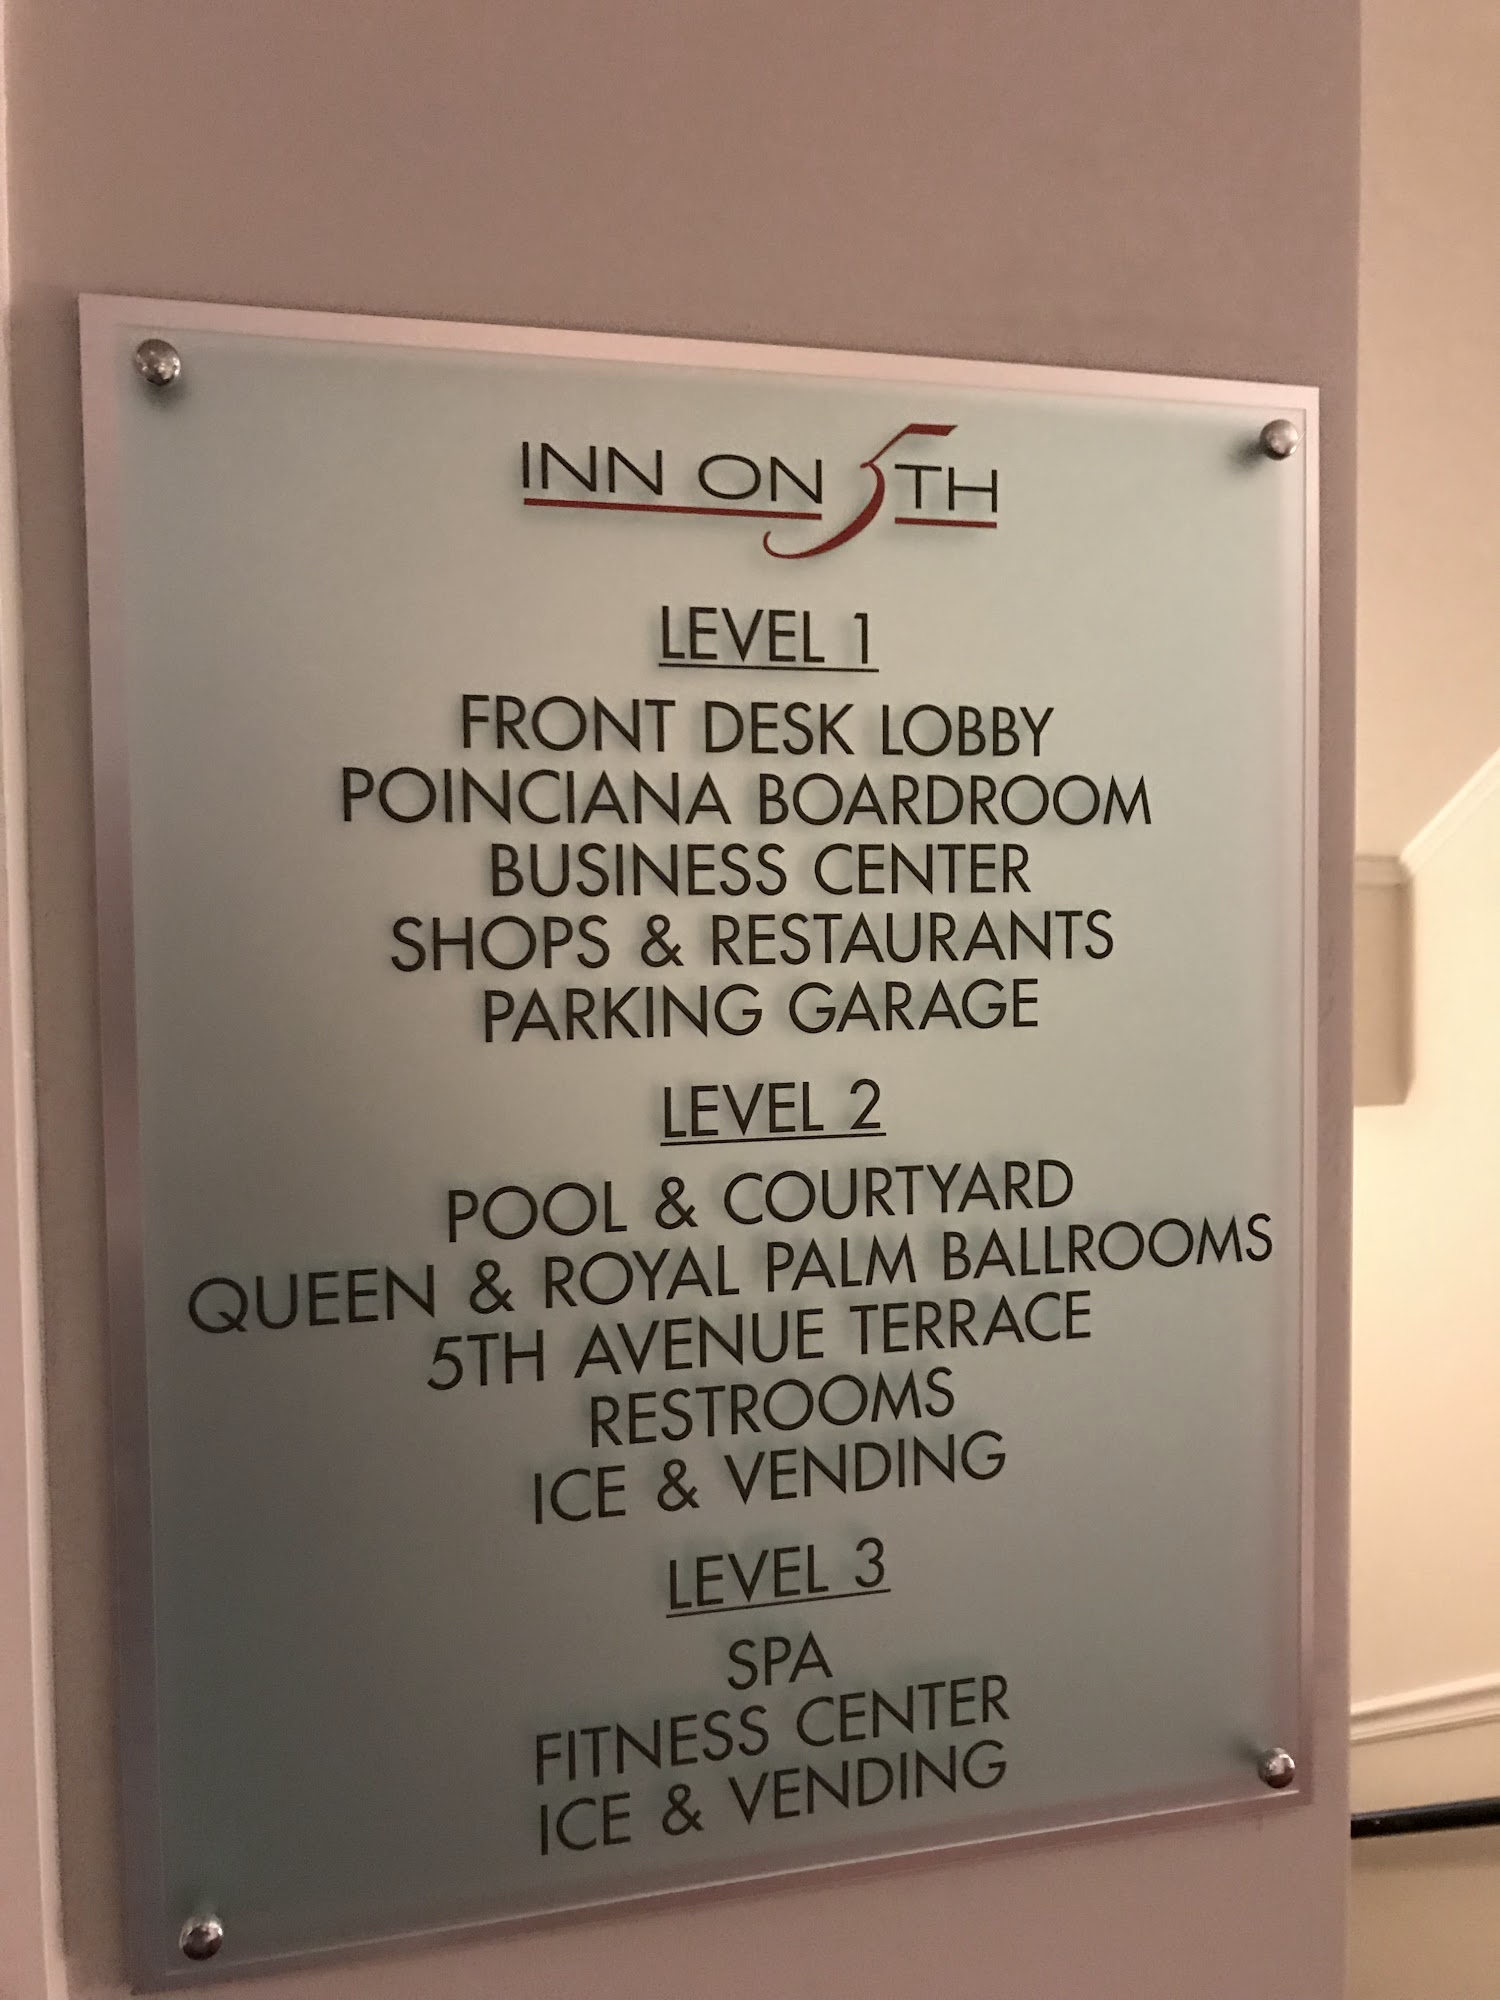 INN ON 5TH
LEVEL 1
FRONT DESK LOBBY
POINCIANA BOARDROOM
BUSINESS CENTER
SHOPS & RESTAURANTS
PARKING GARAGE
LEVEL 2
POOL & COURTYARD
QUEEN & ROYAL PALM BALLROOMS
5TH AVENUE TERRACE
RESTROOMS
ICE & VENDING
LEVEL 3
SPA
FITNESS CENTER
ICE & VENDING